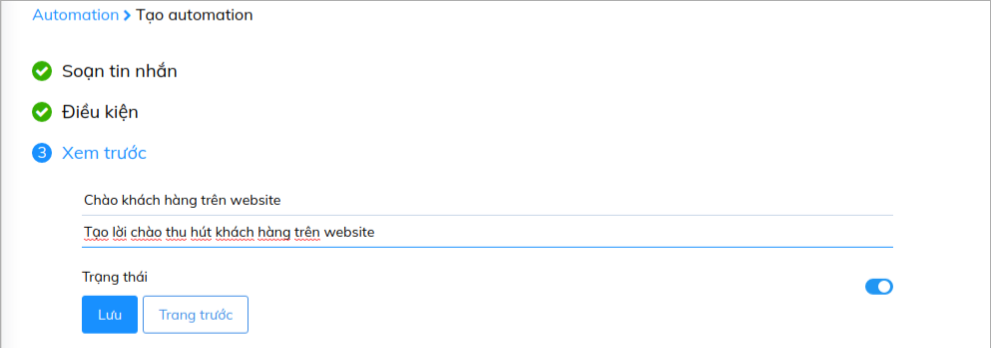 Automation > Tạo automation
Soạn tin nhắn
Điều kiện
3 Xem trước
Chào khách hàng trên website
Tạo lời chào thu hút khách hàng trên website
Trạng thái
Lưu Trang trước